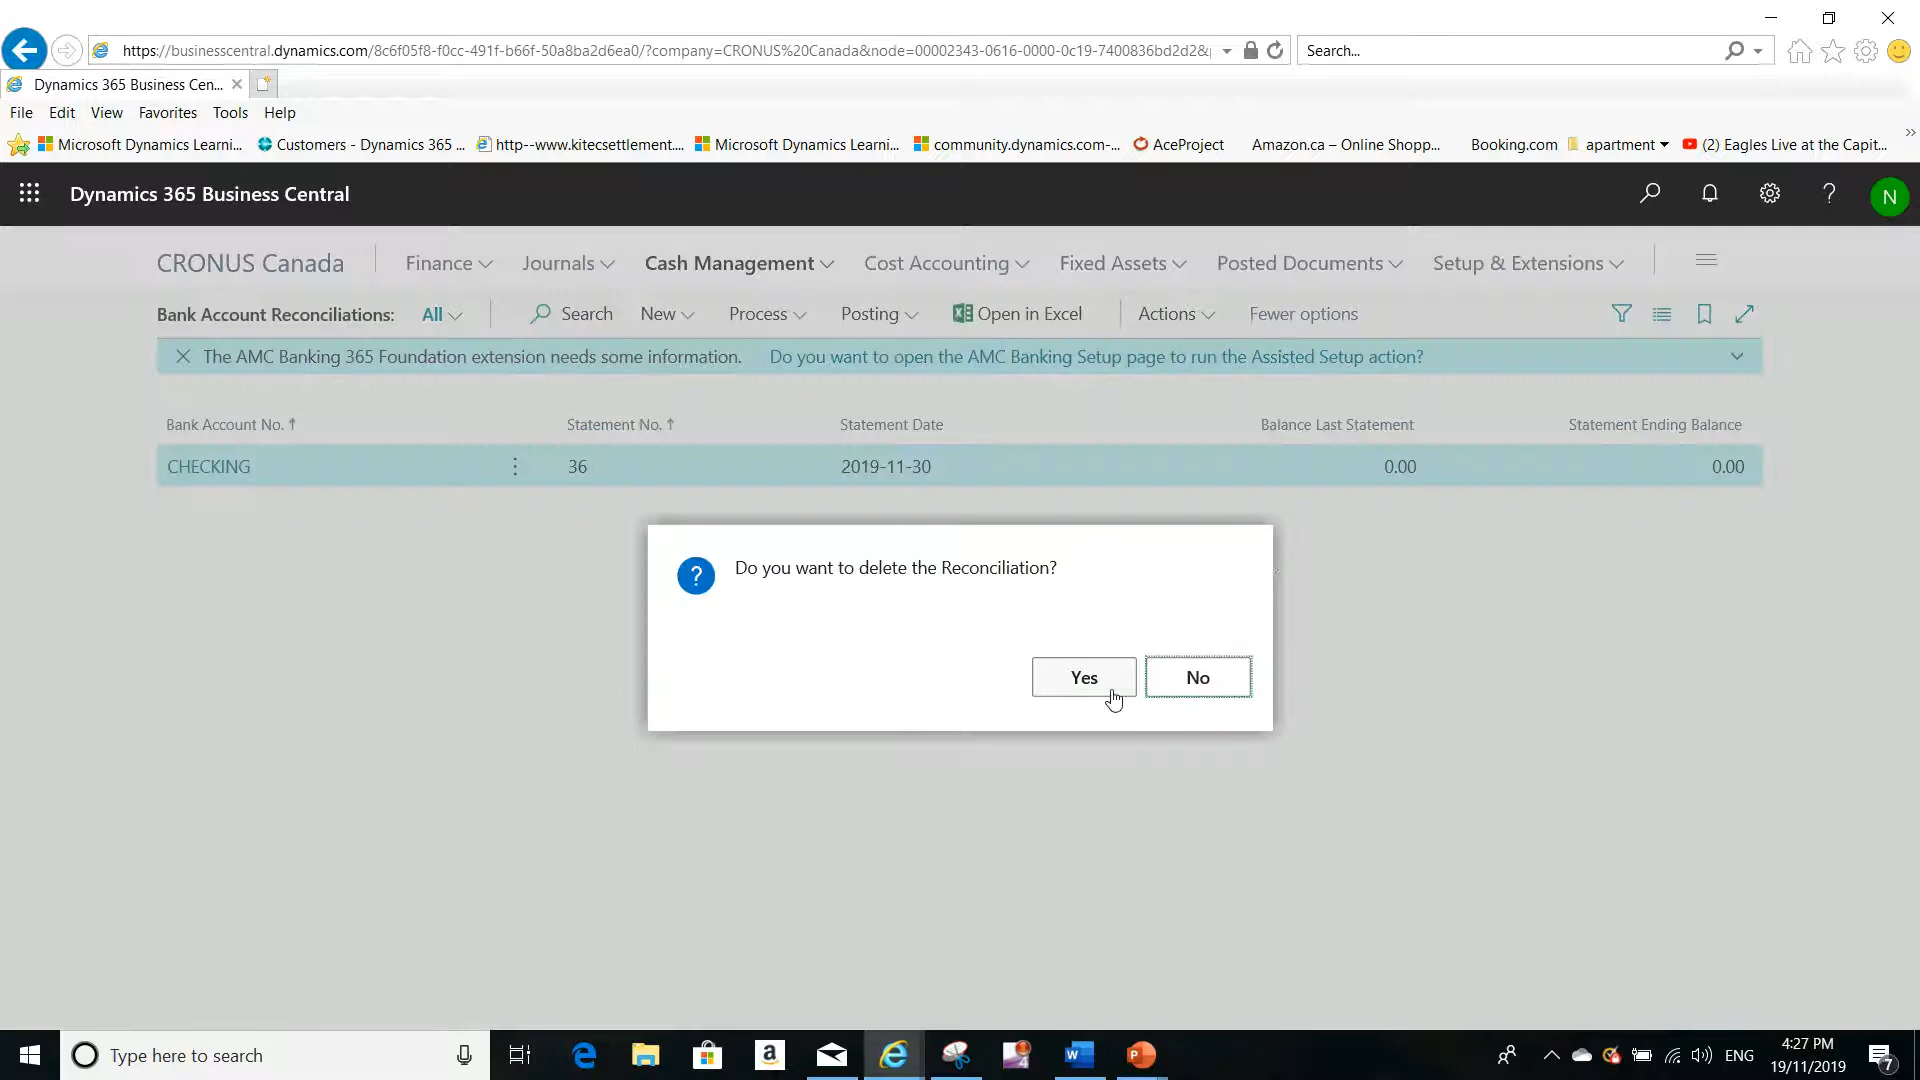 https://businesscentral.dynamics.com/8c6f05f8-f0cc-491f-b66f-50a8ba2d6ea0/?company=CRONUS%20Canada&node=00002343-0616-0000-0c19-7400836bd2d2&
Search...
Dynamics 365 Business Cen...
File Edit View Favorites Tools Help
Microsoft Dynamics Learni... Customers - Dynamics 365 ... http--www.kitecsettlement.... Microsoft Dynamics Learni... community.dynamics.com-... AceProject Amazon.ca – Online Shopp... Booking.com apartment (2) Eagles Live at the Capit...
Dynamics 365 Business Central
? N
CRONUS Canada Finance Journals Cash Management Cost Accounting Fixed Assets Posted Documents Setup & Extensions
Bank Account Reconciliations: All Search New Process Posting Open in Excel Actions Fewer options
The AMC Banking 365 Foundation extension needs some information. Do you want to open the AMC Banking Setup page to run the Assisted Setup action?
Bank Account No. ↑ Statement No. ↑ Statement Date Balance Last Statement Statement Ending Balance
CHECKING 36 2019-11-30 0.00 0.00
? Do you want to delete the Reconciliation?
Yes No
Type here to search
ENG
4:27 PM
19/11/2019
7